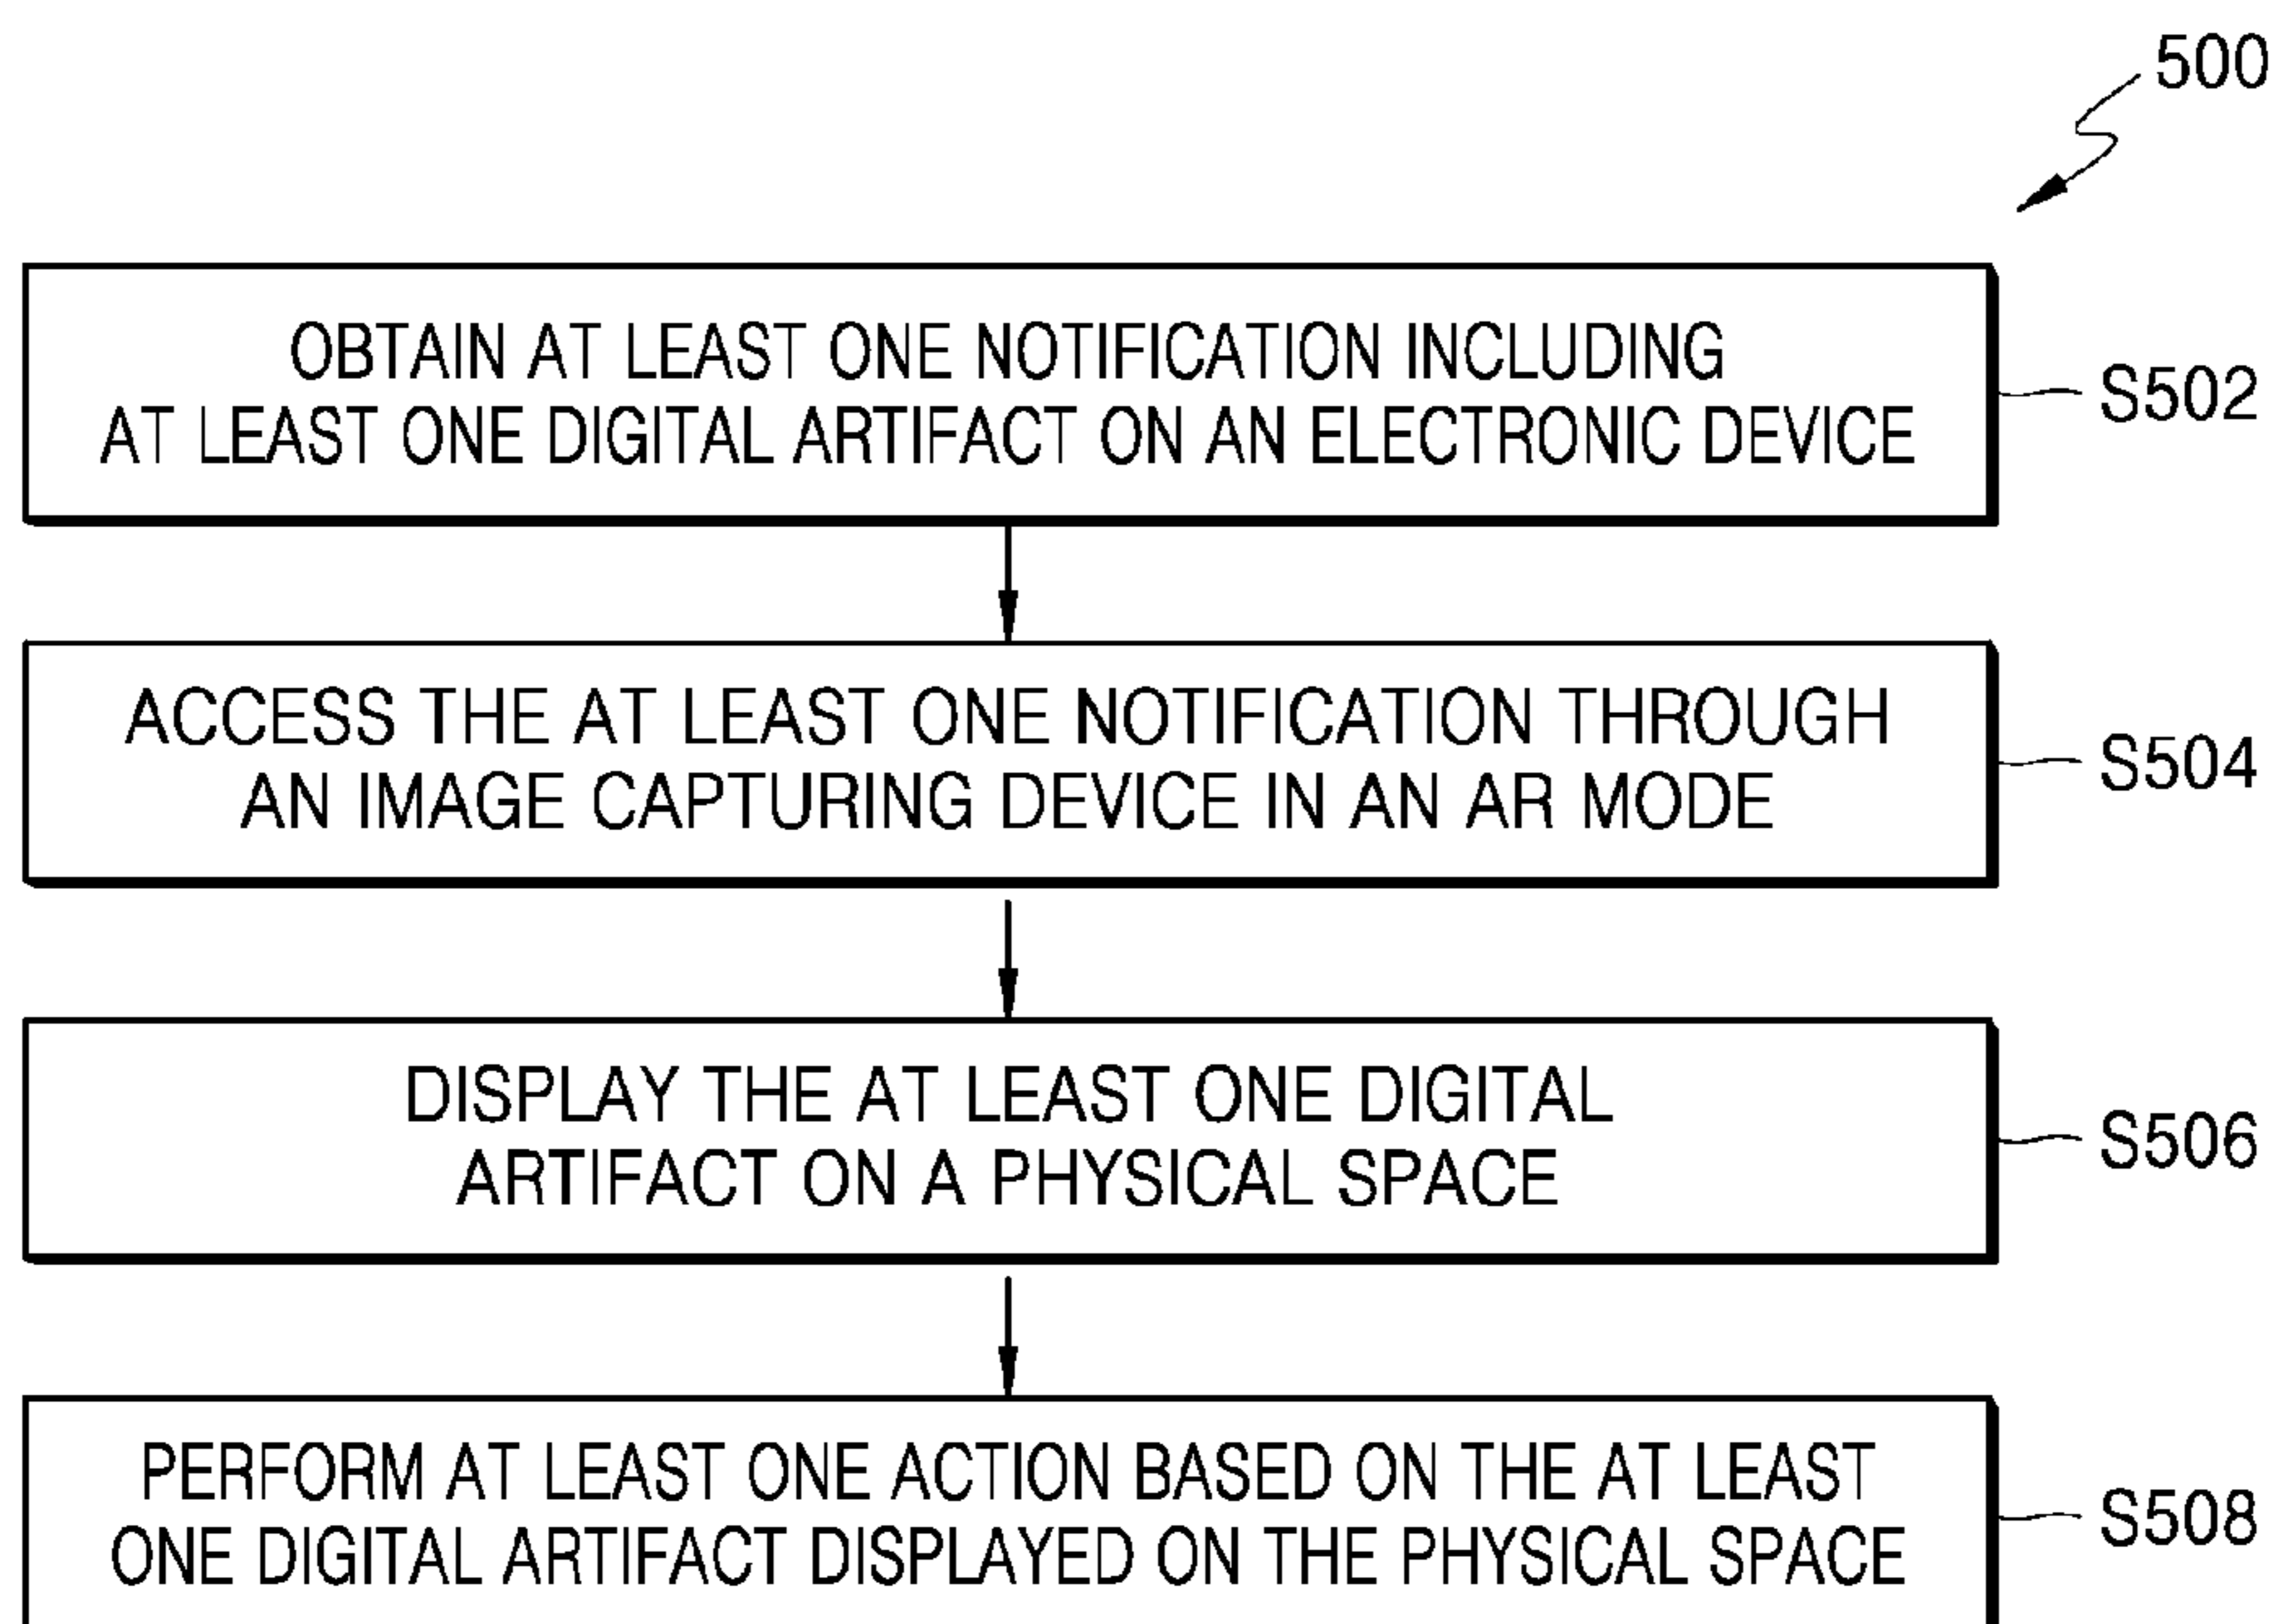 500
OBTAIN AT LEAST ONE NOTIFICATION INCLUDING
AT LEAST ONE DIGITAL ARTIFACT ON AN ELECTRONIC DEVICE
S502
ACCESS THE AT LEAST ONE NOTIFICATION THROUGH
AN IMAGE CAPTURING DEVICE IN AN AR MODE
S504
DISPLAY THE AT LEAST ONE DIGITAL
ARTIFACT ON A PHYSICAL SPACE
S506
PERFORM AT LEAST ONE ACTION BASED ON THE AT LEAST
ONE DIGITAL ARTIFACT DISPLAYED ON THE PHYSICAL SPACE
S508